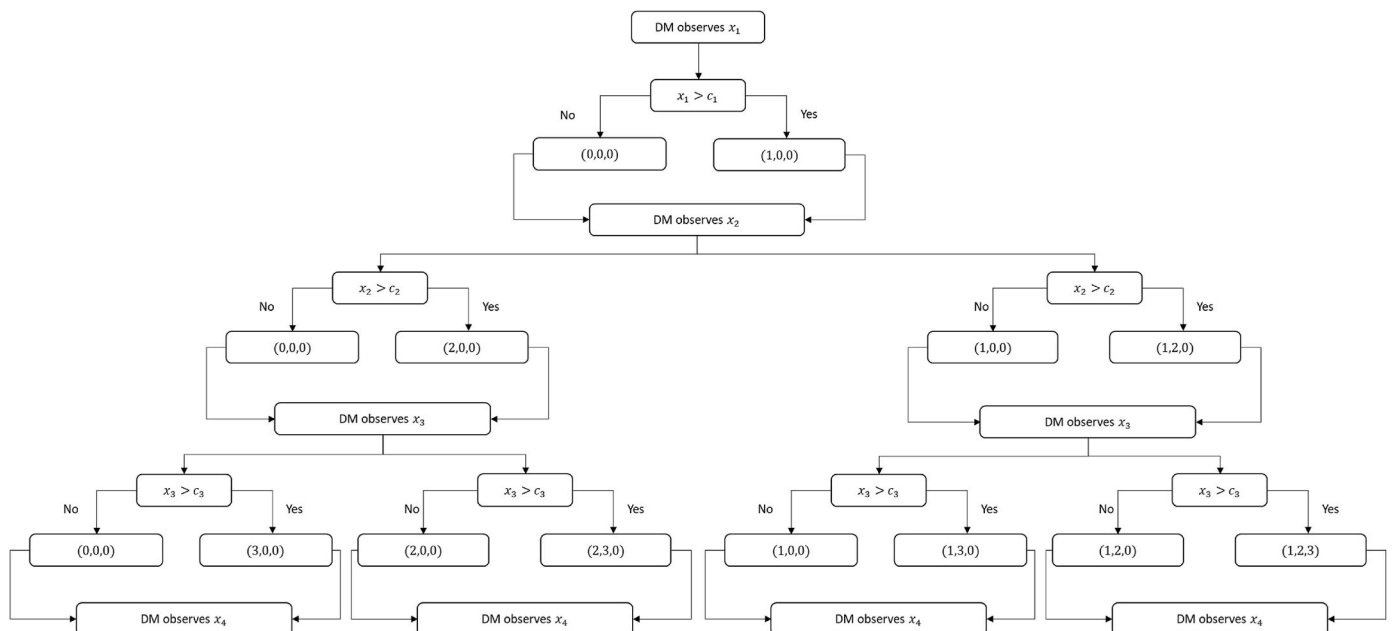 DM observes x₁
x₁ > c₁
No
Yes
(0,0,0)
(1,0,0)
DM observes x₂
x₂ > c₂
x₂ > c₂
No
Yes
No
Yes
(0,0,0)
(2,0,0)
(1,0,0)
(1,2,0)
DM observes x₃
DM observes x₃
x₃ > c₃
x₃ > c₃
x₃ > c₃
x₃ > c₃
No
Yes
No
Yes
No
Yes
No
Yes
(0,0,0)
(3,0,0)
(2,0,0)
(2,3,0)
(1,0,0)
(1,3,0)
(1,2,0)
(1,2,3)
DM observes x₄
DM observes x₄
DM observes x₄
DM observes x₄